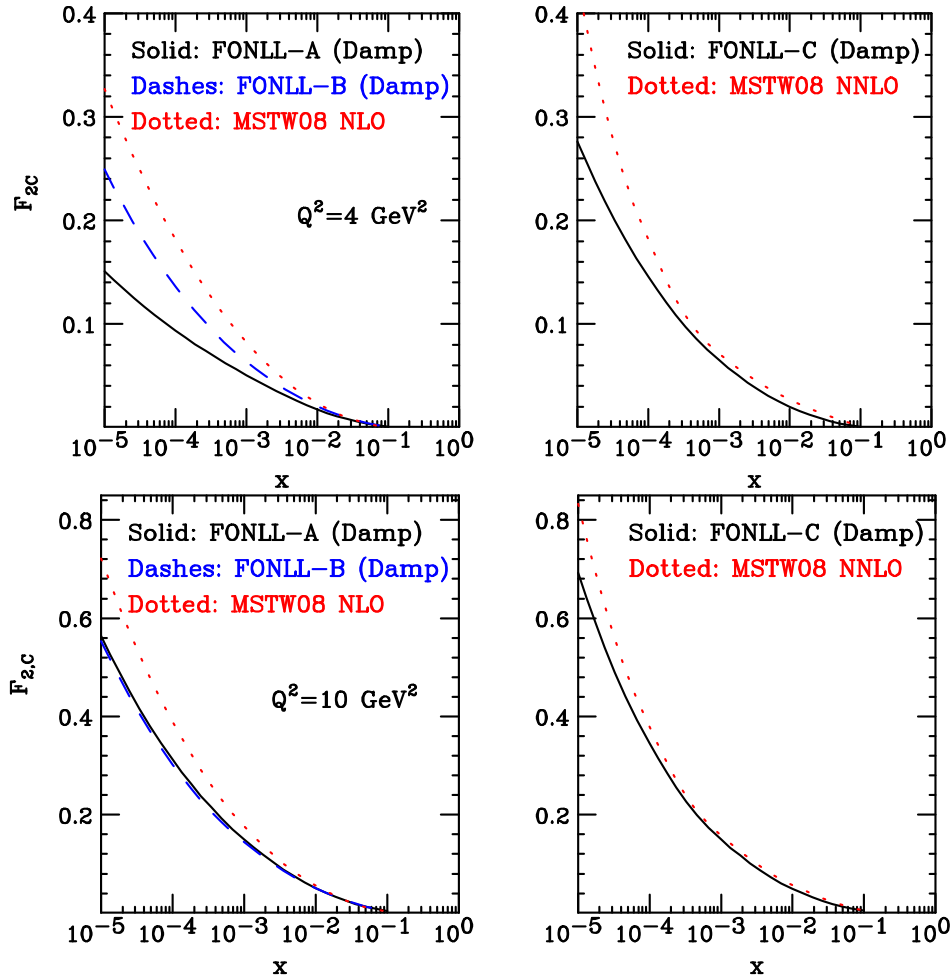 0.4
Solid: FONLL-A (Damp)
Dashes: FONLL-B (Damp)
Dotted: MSTW08 NLO
0.3
F2C
0.2
Q²=4 GeV²
0.1
10⁻⁵ 10⁻⁴ 10⁻³ 10⁻² 10⁻¹ 10⁰
x
0.4
Solid: FONLL-C (Damp)
Dotted: MSTW08 NNLO
0.3
0.2
0.1
10⁻⁵ 10⁻⁴ 10⁻³ 10⁻² 10⁻¹ 10⁰
x
0.8
Solid: FONLL-A (Damp)
Dashes: FONLL-B (Damp)
Dotted: MSTW08 NLO
0.6
F2,C
Q²=10 GeV²
0.4
0.2
10⁻⁵ 10⁻⁴ 10⁻³ 10⁻² 10⁻¹ 10⁰
x
0.8
Solid: FONLL-C (Damp)
Dotted: MSTW08 NNLO
0.6
0.4
0.2
10⁻⁵ 10⁻⁴ 10⁻³ 10⁻² 10⁻¹ 10⁰
x